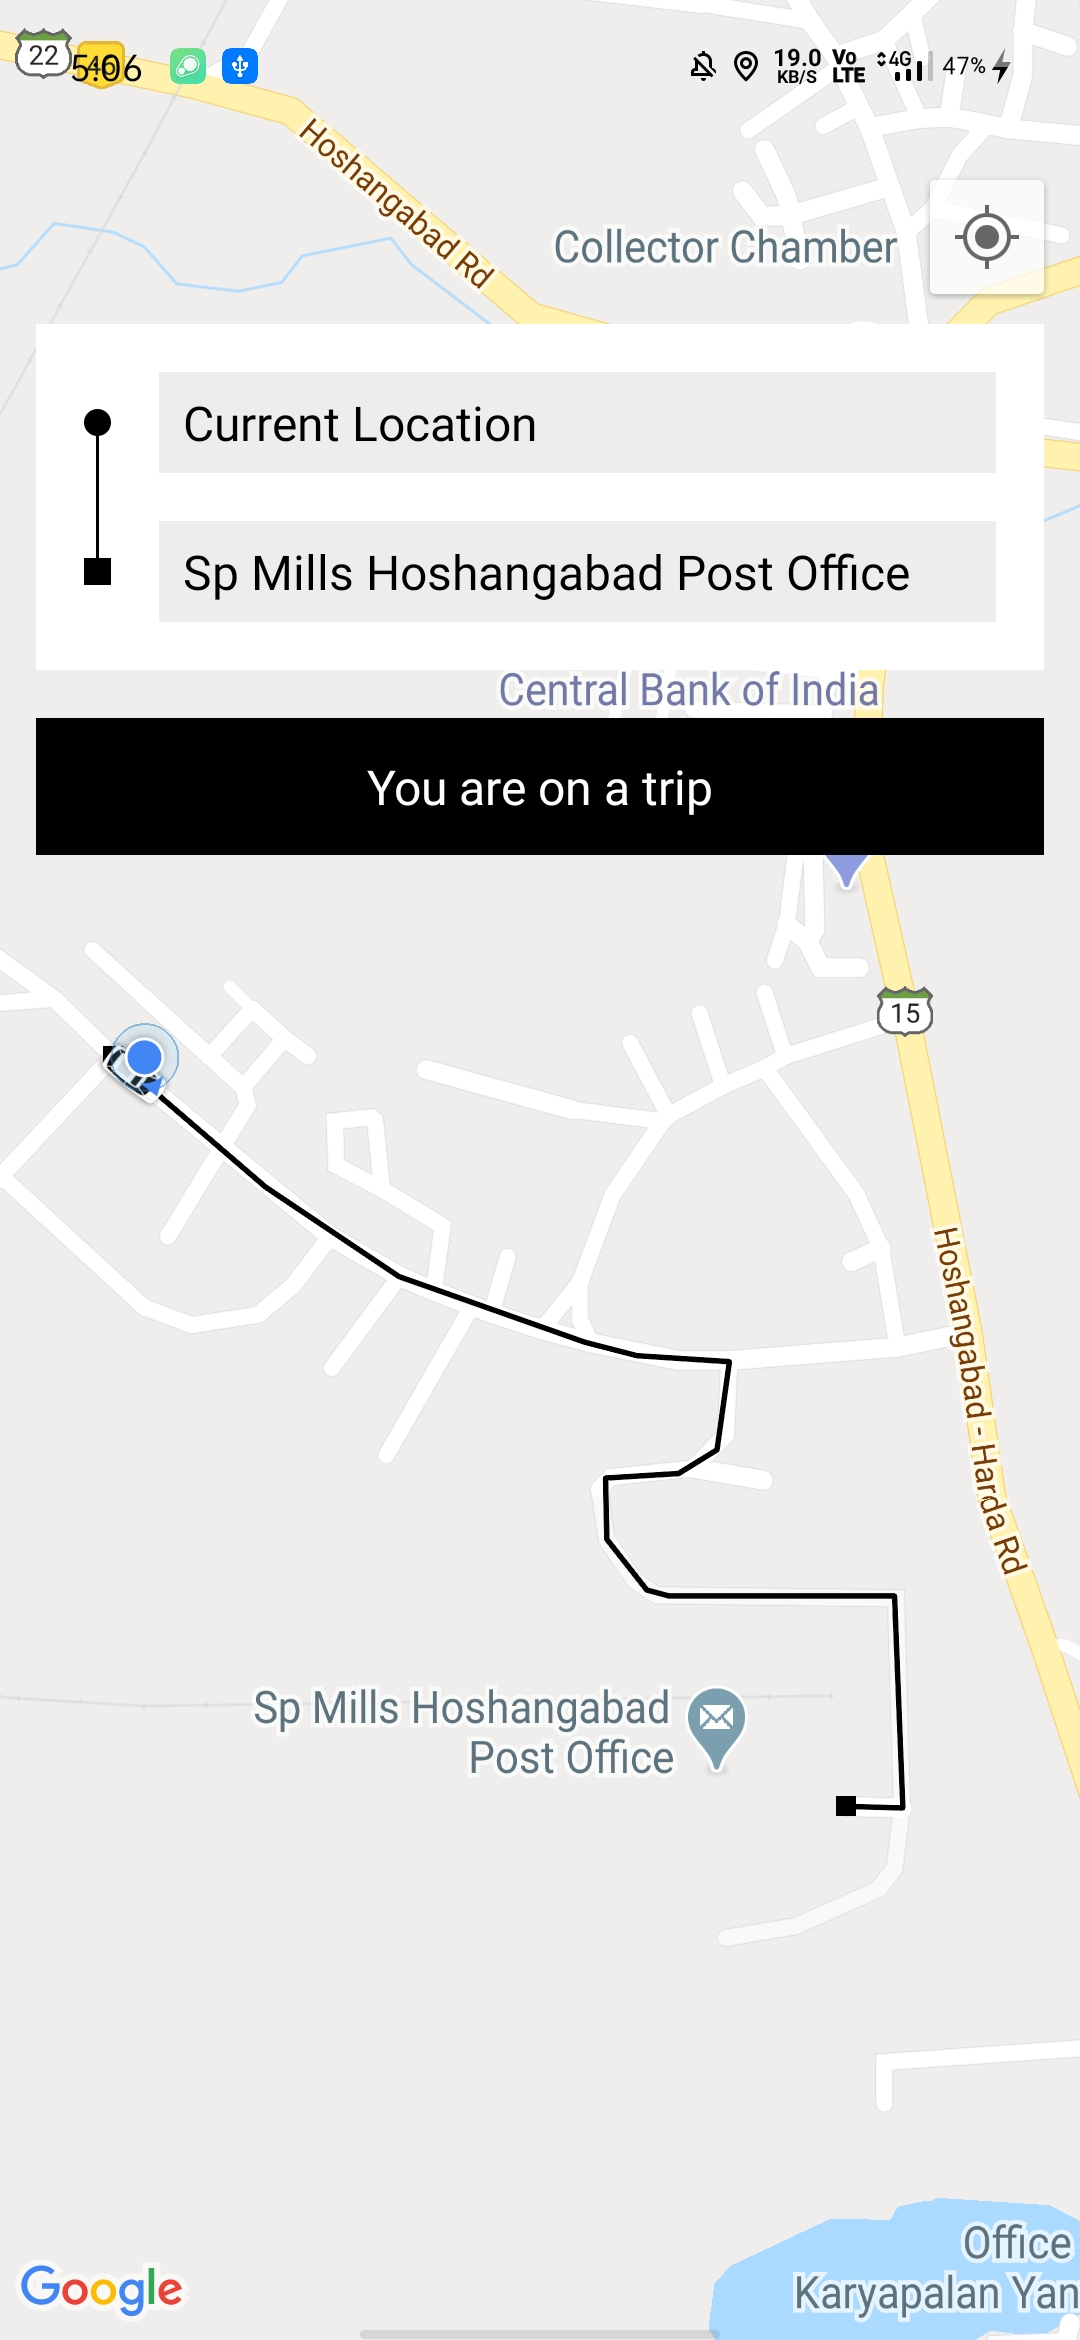 22
5:06
19.0
KB/S
Vo
LTE
4G
47%
Hoshangabad Rd
Collector Chamber
Current Location
Sp Mills Hoshangabad Post Office
Central Bank of India
You are on a trip
15
Hoshangabad - Harda Rd
Sp Mills Hoshangabad
Post Office
Office
Karyapalan Yan
Google